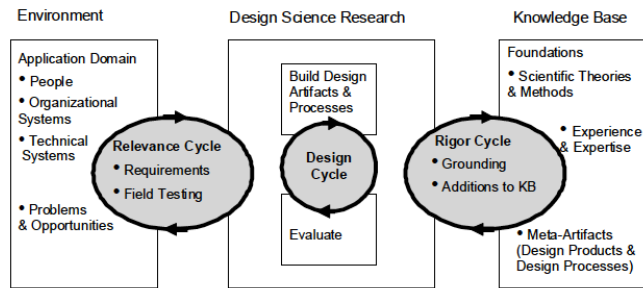 Environment
Design Science Research
Knowledge Base
Application Domain
• People
• Organizational
Systems
• Technical
Systems
• Problems
& Opportunities
Relevance Cycle
• Requirements
• Field Testing
Build Design
Artifacts &
Processes
Design
Cycle
Evaluate
Rigor Cycle
• Grounding
• Additions to KB
Foundations
• Scientific Theories
& Methods
• Experience
& Expertise
• Meta-Artifacts
(Design Products &
Design Processes)